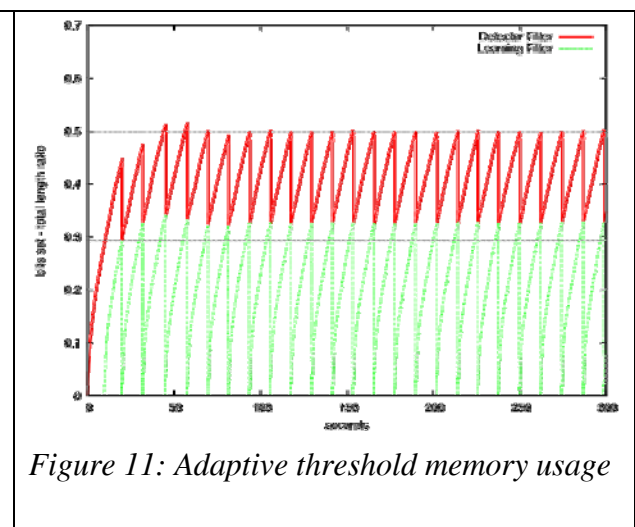 0.7
Detector Filter
Learning Filter
0.6
0.5
0.4
0.3
0.2
0.1
0
bits set - total length ratio
0 50 100 150 200 250 300
seconds
Figure 11: Adaptive threshold memory usage